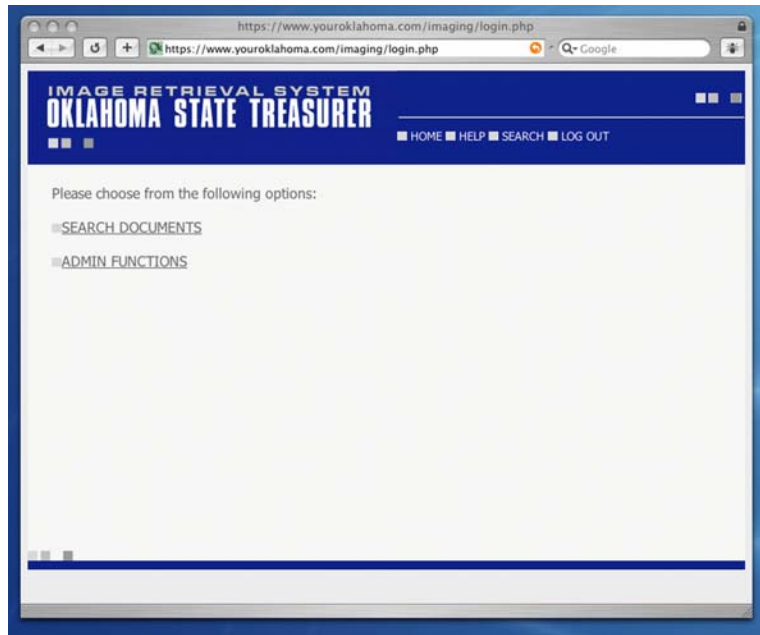 https://www.youroklahoma.com/imaging/login.php
https://www.youroklahoma.com/imaging/login.php Google
IMAGE RETRIEVAL SYSTEM
OKLAHOMA STATE TREASURER
HOME HELP SEARCH LOG OUT
Please choose from the following options:
SEARCH DOCUMENTS
ADMIN FUNCTIONS